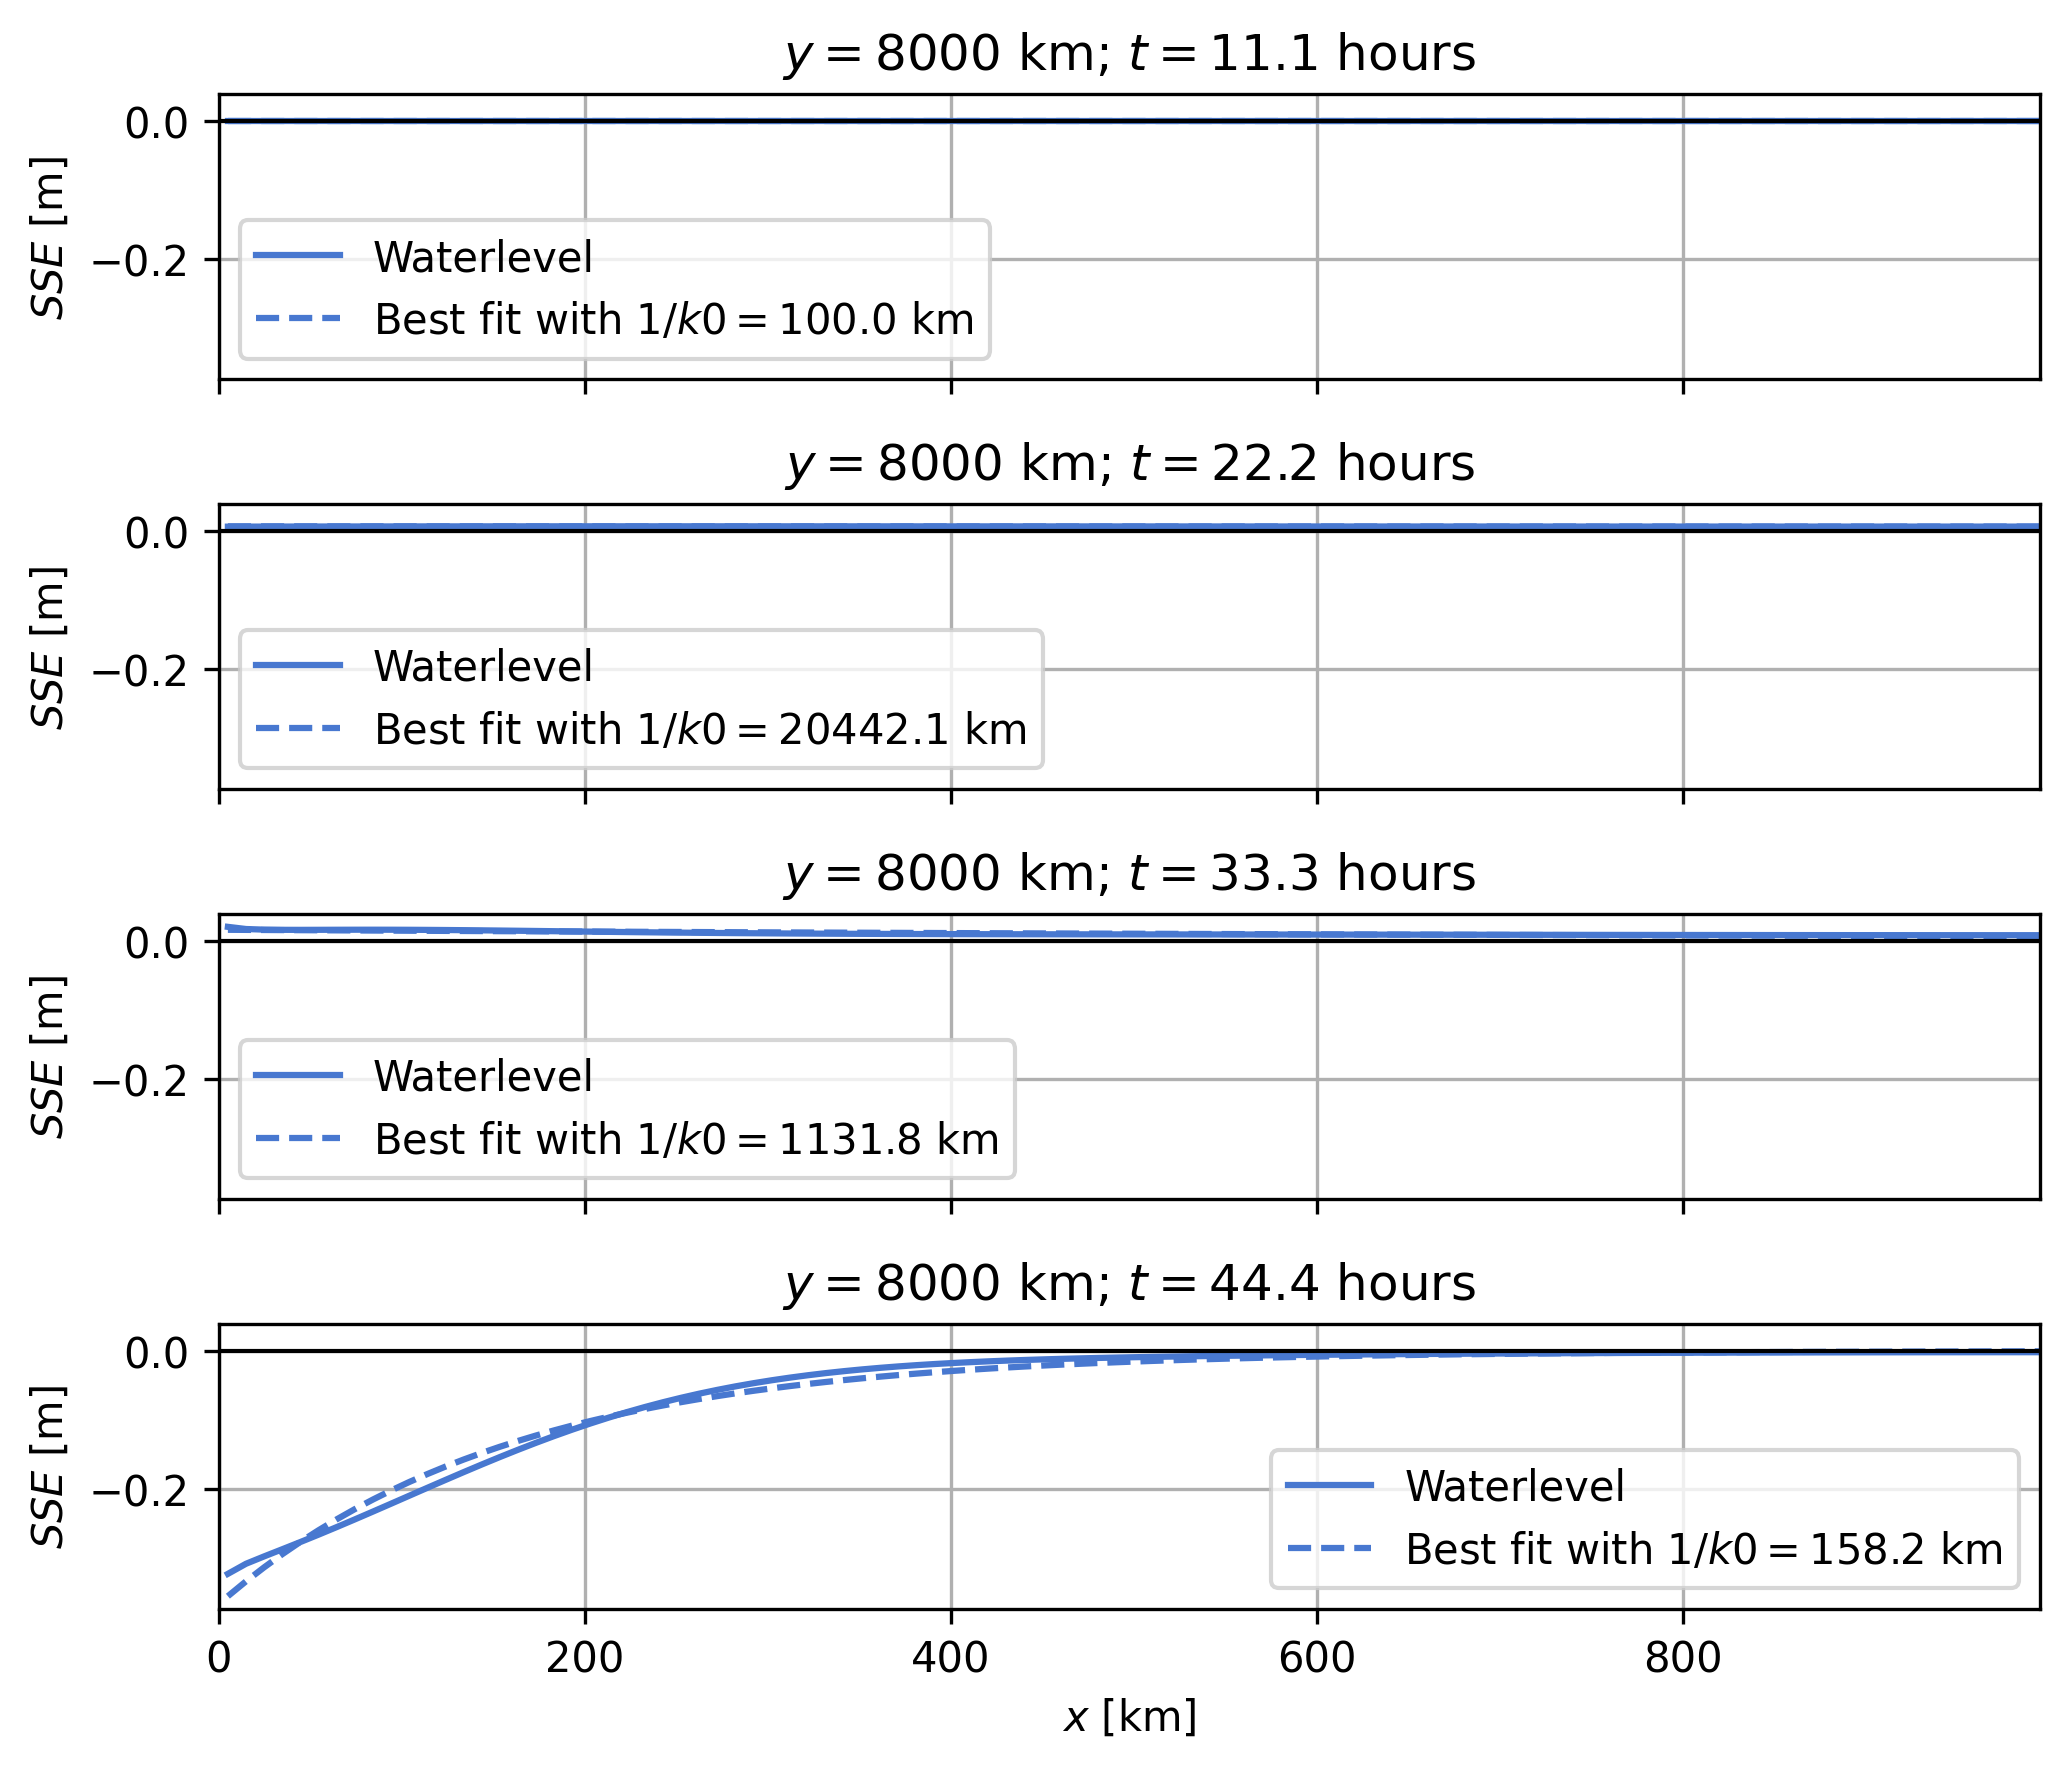 y = 8000 km; t = 11.1 hours
0.0
−0.2
SSE [m]
Waterlevel
Best fit with 1/k0 = 100.0 km
y = 8000 km; t = 22.2 hours
0.0
−0.2
SSE [m]
Waterlevel
Best fit with 1/k0 = 20442.1 km
y = 8000 km; t = 33.3 hours
0.0
−0.2
SSE [m]
Waterlevel
Best fit with 1/k0 = 1131.8 km
y = 8000 km; t = 44.4 hours
0.0
−0.2
SSE [m]
Waterlevel
Best fit with 1/k0 = 158.2 km
0 200 400 600 800
x [km]